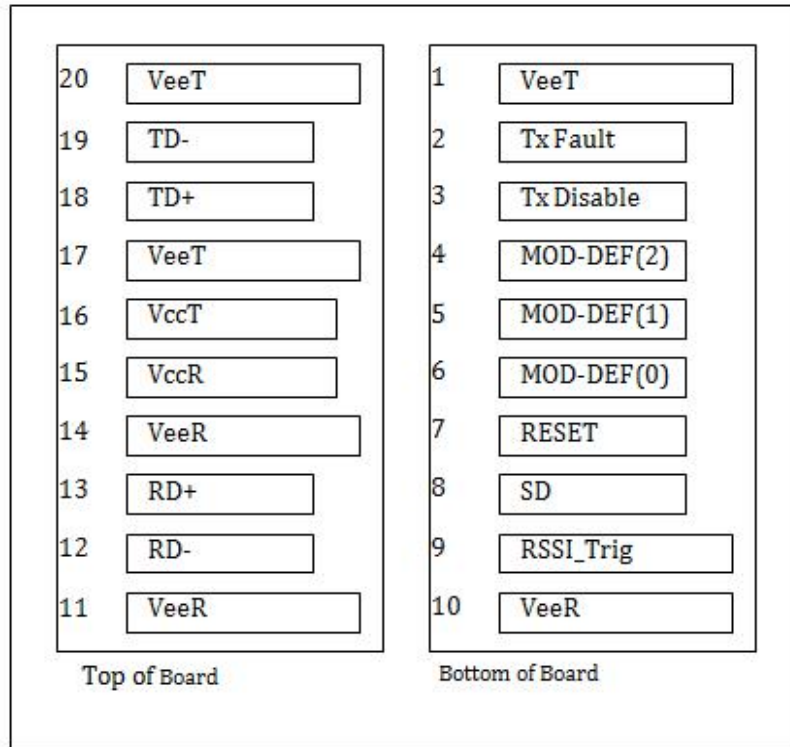 20 VeeT
19 TD-
18 TD+
17 VeeT
16 VccT
15 VccR
14 VeeR
13 RD+
12 RD-
11 VeeR
Top of Board
1 VeeT
2 Tx Fault
3 Tx Disable
4 MOD-DEF(2)
5 MOD-DEF(1)
6 MOD-DEF(0)
7 RESET
8 SD
9 RSSI_Trig
10 VeeR
Bottom of Board